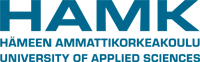 HAMK
HÄMEEN AMMATTIKORKEAKOULU
UNIVERSITY OF APPLIED SCIENCES